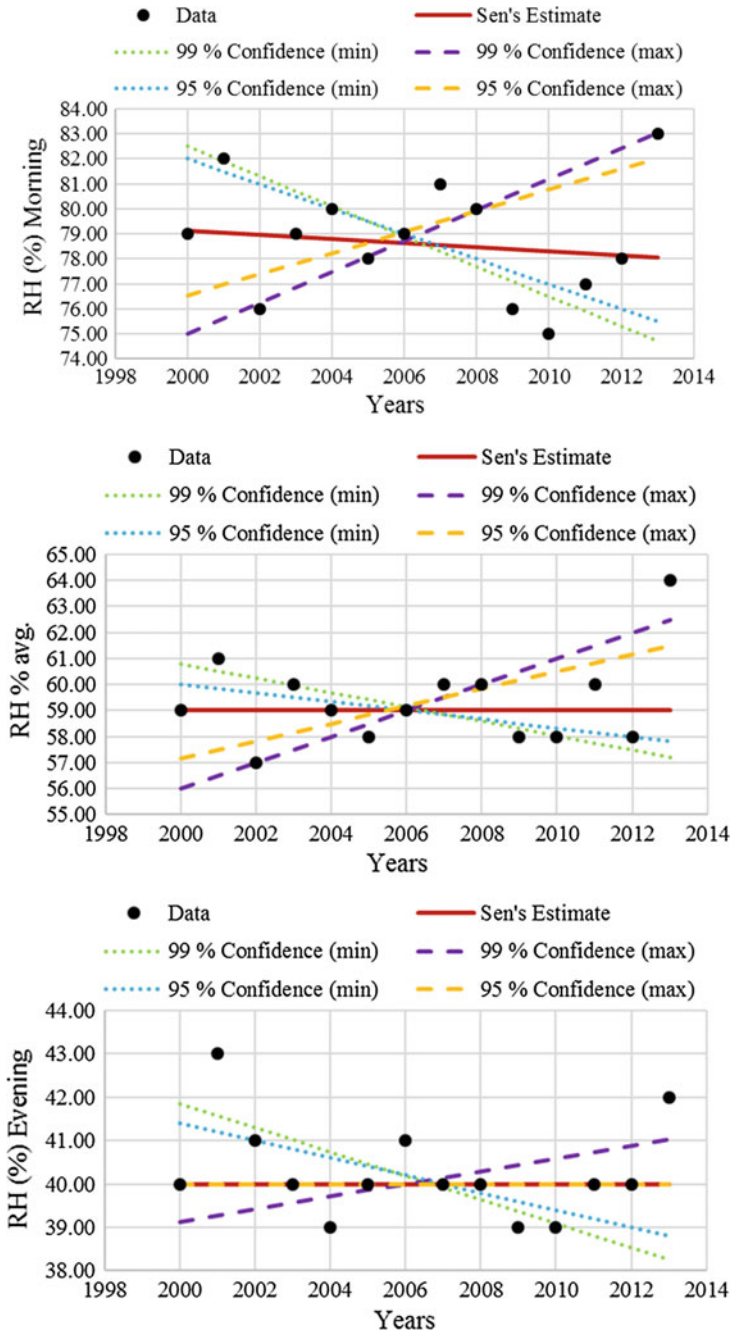 Data Sen's Estimate
99 % Confidence (min) 99 % Confidence (max)
95 % Confidence (min) 95 % Confidence (max)
RH (%) Morning
84.00
83.00
82.00
81.00
80.00
79.00
78.00
77.00
76.00
75.00
74.00
1998 2000 2002 2004 2006 2008 2010 2012 2014
Years
Data Sen's Estimate
99 % Confidence (min) 99 % Confidence (max)
95 % Confidence (min) 95 % Confidence (max)
RH % avg.
65.00
64.00
63.00
62.00
61.00
60.00
59.00
58.00
57.00
56.00
55.00
1998 2000 2002 2004 2006 2008 2010 2012 2014
Years
Data Sen's Estimate
99 % Confidence (min) 99 % Confidence (max)
95 % Confidence (min) 95 % Confidence (max)
RH (%) Evening
44.00
43.00
42.00
41.00
40.00
39.00
38.00
1998 2000 2002 2004 2006 2008 2010 2012 2014
Years